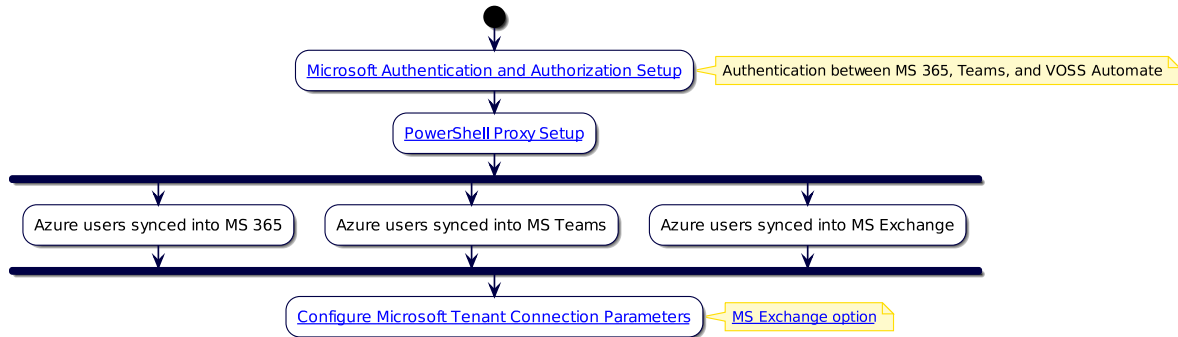 Microsoft Authentication and Authorization Setup
Authentication between MS 365, Teams, and VOSS Automate
PowerShell Proxy Setup
Azure users synced into MS 365
Azure users synced into MS Teams
Azure users synced into MS Exchange
Configure Microsoft Tenant Connection Parameters
MS Exchange option